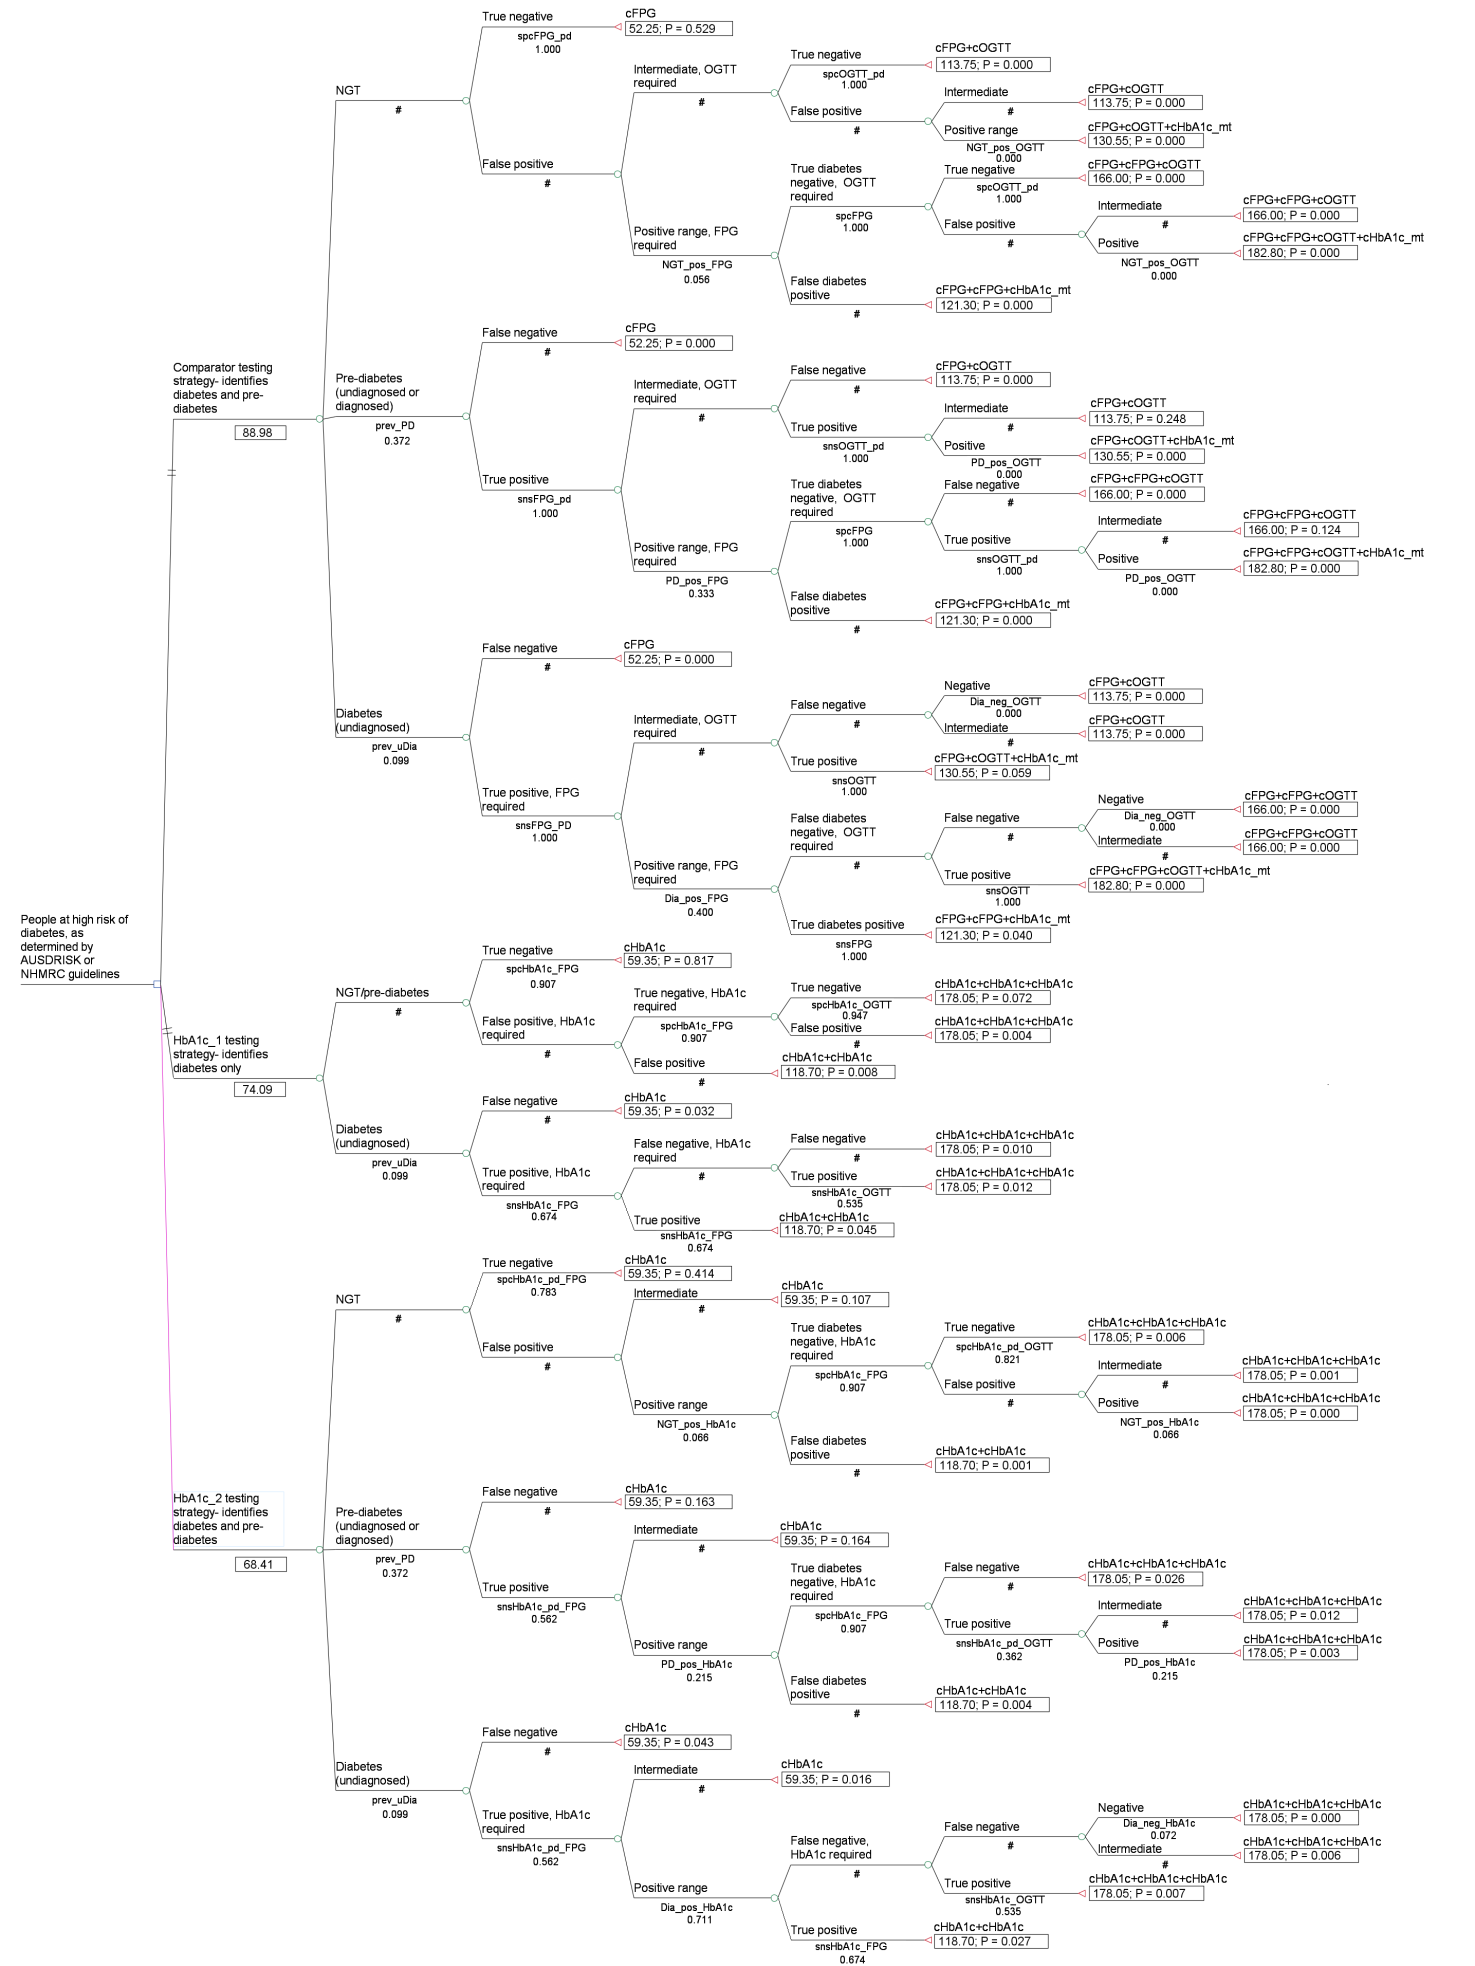 People at high risk of
diabetes, as
determined by
AUSDRISK or
NHMRC guidelines
Comparator testing
strategy- identifies
diabetes and pre-
diabetes
88.98
NGT
#
True negative
spcFPG_pd
1.000
cFPG
52.25; P = 0.529
False positive
#
Intermediate, OGTT
required
#
True negative
spcOGTT_pd
1.000
cFPG+cOGTT
113.75; P = 0.000
False positive
#
Intermediate
#
cFPG+cOGTT
113.75; P = 0.000
Positive range
NGT_pos_OGTT
0.000
cFPG+cOGTT+cHbA1c_mt
130.55; P = 0.000
Positive range, FPG
required
NGT_pos_FPG
0.056
True diabetes
negative, OGTT
required
spcFPG
1.000
True negative
spcOGTT_pd
1.000
cFPG+cFPG+cOGTT
166.00; P = 0.000
False positive
#
Intermediate
#
cFPG+cFPG+cOGTT
166.00; P = 0.000
Positive
NGT_pos_OGTT
0.000
cFPG+cFPG+cOGTT+cHbA1c_mt
182.80; P = 0.000
False diabetes
positive
#
cFPG+cFPG+cHbA1c_mt
121.30; P = 0.000
Pre-diabetes
(undiagnosed or
diagnosed)
prev_PD
0.372
False negative
#
cFPG
52.25; P = 0.000
True positive
snsFPG_pd
1.000
Intermediate, OGTT
required
#
False negative
#
cFPG+cOGTT
113.75; P = 0.000
True positive
snsOGTT_pd
1.000
Intermediate
#
cFPG+cOGTT
113.75; P = 0.248
Positive
PD_pos_OGTT
0.000
cFPG+cOGTT+cHbA1c_mt
130.55; P = 0.000
Positive range, FPG
required
PD_pos_FPG
0.333
True diabetes
negative, OGTT
required
spcFPG
1.000
False negative
#
cFPG+cFPG+cOGTT
166.00; P = 0.000
True positive
snsOGTT_pd
1.000
Intermediate
#
cFPG+cFPG+cOGTT
166.00; P = 0.124
Positive
PD_pos_OGTT
0.000
cFPG+cFPG+cOGTT+cHbA1c_mt
182.80; P = 0.000
False diabetes
positive
#
cFPG+cFPG+cHbA1c_mt
121.30; P = 0.000
Diabetes
(undiagnosed)
prev_uDia
0.099
False negative
#
cFPG
52.25; P = 0.000
True positive, FPG
required
snsFPG_PD
1.000
Intermediate, OGTT
required
#
False negative
#
Negative
Dia_neg_OGTT
0.000
cFPG+cOGTT
113.75; P = 0.000
Intermediate
#
cFPG+cOGTT
113.75; P = 0.000
True positive
snsOGTT
1.000
cFPG+cOGTT+cHbA1c_mt
130.55; P = 0.059
Positive range, FPG
required
Dia_pos_FPG
0.400
False diabetes
negative, OGTT
required
#
False negative
#
Negative
Dia_neg_OGTT
0.000
cFPG+cFPG+cOGTT
166.00; P = 0.000
Intermediate
#
cFPG+cFPG+cOGTT
166.00; P = 0.000
True positive
snsOGTT
1.000
cFPG+cFPG+cOGTT+cHbA1c_mt
182.80; P = 0.000
True diabetes positive
snsFPG
1.000
cFPG+cFPG+cHbA1c_mt
121.30; P = 0.040
HbA1c_1 testing
strategy- identifies
diabetes only
74.09
NGT/pre-diabetes
#
True negative
spcHbA1c_FPG
0.907
cHbA1c
59.35; P = 0.817
False positive, HbA1c
required
#
True negative, HbA1c
required
spcHbA1c_FPG
0.907
True negative
spcHbA1c_OGTT
0.947
cHbA1c+cHbA1c+cHbA1c
178.05; P = 0.072
False positive
#
cHbA1c+cHbA1c+cHbA1c
178.05; P = 0.004
False positive
#
cHbA1c+cHbA1c
118.70; P = 0.008
Diabetes
(undiagnosed)
prev_uDia
0.099
False negative
#
cHbA1c
59.35; P = 0.032
True positive, HbA1c
required
snsHbA1c_FPG
0.674
False negative, HbA1c
required
#
False negative
#
cHbA1c+cHbA1c+cHbA1c
178.05; P = 0.010
True positive
snsHbA1c_OGTT
0.535
cHbA1c+cHbA1c+cHbA1c
178.05; P = 0.012
True positive
snsHbA1c_FPG
0.674
cHbA1c+cHbA1c
118.70; P = 0.045
HbA1c_2 testing
strategy- identifies
diabetes and pre-
diabetes
68.41
NGT
#
True negative
spcHbA1c_pd_FPG
0.783
cHbA1c
59.35; P = 0.414
False positive
#
Intermediate
#
cHbA1c
59.35; P = 0.107
Positive range
NGT_pos_HbA1c
0.066
True diabetes
negative, HbA1c
required
spcHbA1c_FPG
0.907
True negative
spcHbA1c_pd_OGTT
0.821
cHbA1c+cHbA1c+cHbA1c
178.05; P = 0.006
False positive
#
Intermediate
#
cHbA1c+cHbA1c+cHbA1c
178.05; P = 0.001
Positive
NGT_pos_HbA1c
0.066
cHbA1c+cHbA1c+cHbA1c
178.05; P = 0.000
False diabetes
positive
#
cHbA1c+cHbA1c
118.70; P = 0.001
Pre-diabetes
(undiagnosed or
diagnosed)
prev_PD
0.372
False negative
#
cHbA1c
59.35; P = 0.163
True positive
snsHbA1c_pd_FPG
0.562
Intermediate
#
cHbA1c
59.35; P = 0.164
Positive range
PD_pos_HbA1c
0.215
True diabetes
negative, HbA1c
required
spcHbA1c_FPG
0.907
False negative
#
cHbA1c+cHbA1c+cHbA1c
178.05; P = 0.026
True positive
snsHbA1c_pd_OGTT
0.362
Intermediate
#
cHbA1c+cHbA1c+cHbA1c
178.05; P = 0.012
Positive
PD_pos_HbA1c
0.215
cHbA1c+cHbA1c+cHbA1c
178.05; P = 0.003
False diabetes
positive
#
cHbA1c+cHbA1c
118.70; P = 0.004
Diabetes
(undiagnosed)
prev_uDia
0.099
False negative
#
cHbA1c
59.35; P = 0.043
True positive, HbA1c
required
snsHbA1c_pd_FPG
0.562
Intermediate
#
cHbA1c
59.35; P = 0.016
Positive range
Dia_pos_HbA1c
0.711
False negative,
HbA1c required
#
False negative
#
Negative
Dia_neg_HbA1c
0.072
cHbA1c+cHbA1c+cHbA1c
178.05; P = 0.000
Intermediate
#
cHbA1c+cHbA1c+cHbA1c
178.05; P = 0.006
True positive
snsHbA1c_OGTT
0.535
cHbA1c+cHbA1c+cHbA1c
178.05; P = 0.007
True positive
snsHbA1c_FPG
0.674
cHbA1c+cHbA1c
118.70; P = 0.027